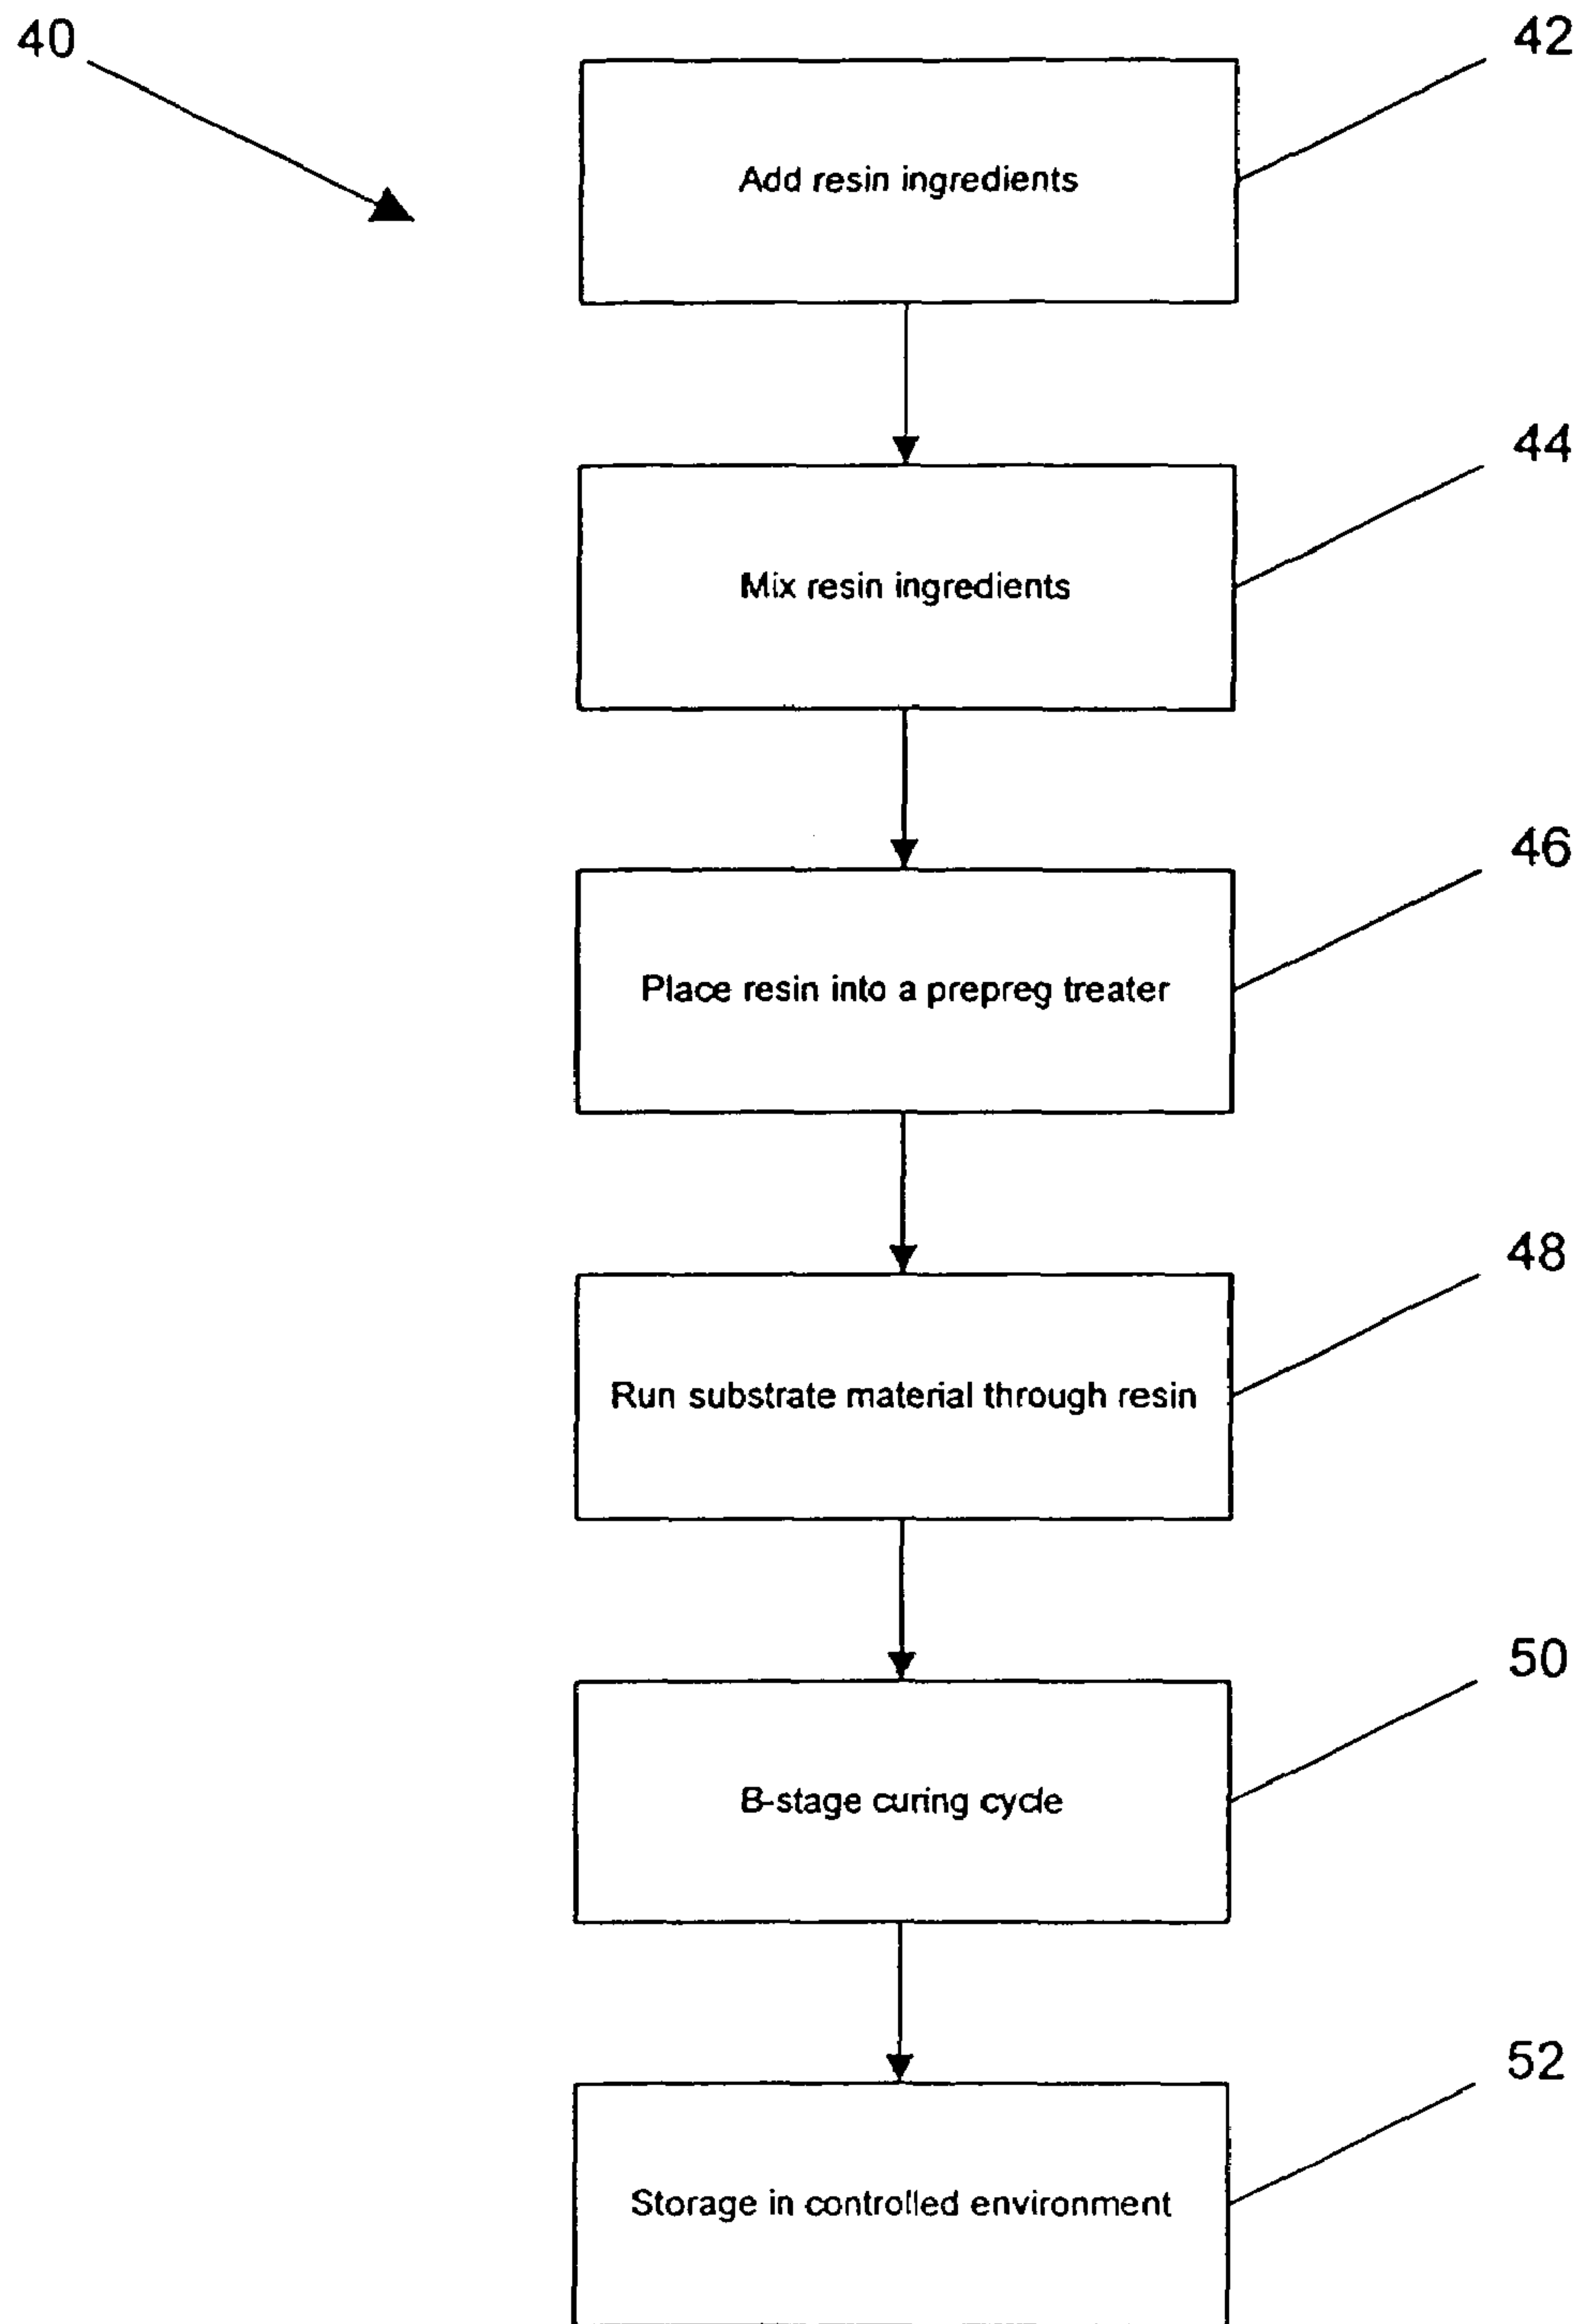 40
42
Add resin ingredients
44
Mix resin ingredients
46
Place resin into a prepreg treater
48
Run substrate material through resin
50
B-stage curing cycle
52
Storage in controlled environment